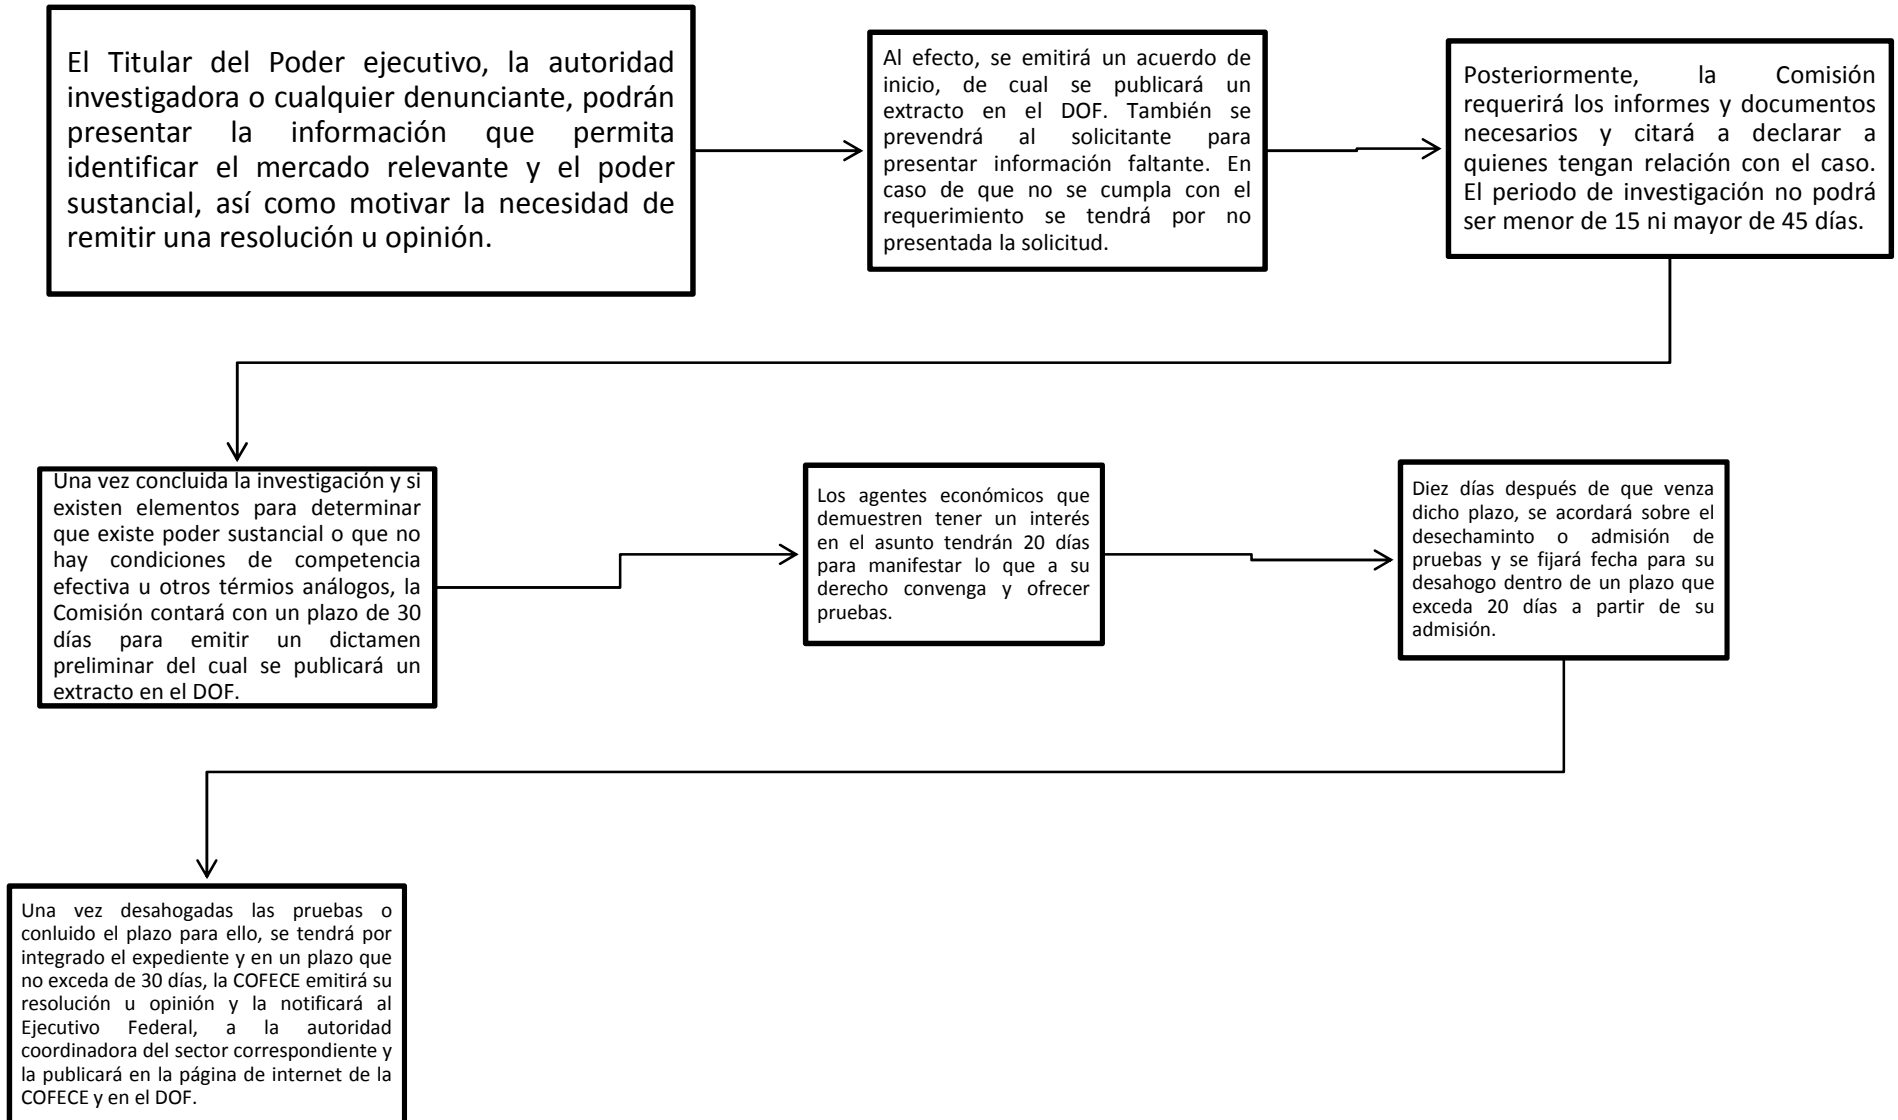 El Titular del Poder ejecutivo, la autoridad
investigadora o cualquier denunciante, podrán
presentar la información que permita
identificar el mercado relevante y el poder
sustancial, así como motivar la necesidad de
remitir una resolución u opinión.
Al efecto, se emitirá un acuerdo de
inicio, de cual se publicará un
extracto en el DOF. También se
prevendrá al solicitante para
presentar información faltante. En
caso de que no se cumpla con el
requerimiento se tendrá por no
presentada la solicitud.
Posteriormente, la Comisión
requerirá los informes y documentos
necesarios y citará a declarar a
quienes tengan relación con el caso.
El periodo de investigación no podrá
ser menor de 15 ni mayor de 45 días.
Una vez concluida la investigación y si
existen elementos para determinar
que existe poder sustancial o que no
hay condiciones de competencia
efectiva u otros térmios análogos, la
Comisión contará con un plazo de 30
días para emitir un dictamen
preliminar del cual se publicará un
extracto en el DOF.
Los agentes económicos que
demuestren tener un interés
en el asunto tendrán 20 días
para manifestar lo que a su
derecho convenga y ofrecer
pruebas.
Diez días después de que venza
dicho plazo, se acordará sobre el
desechaminto o admisión de
pruebas y se fijará fecha para su
desahogo dentro de un plazo que
exceda 20 días a partir de su
admisión.
Una vez desahogadas las pruebas o
conluido el plazo para ello, se tendrá por
integrado el expediente y en un plazo que
no exceda de 30 días, la COFECE emitirá su
resolución u opinión y la notificará al
Ejecutivo Federal, a la autoridad
coordinadora del sector correspondiente y
la publicará en la página de internet de la
COFECE y en el DOF.